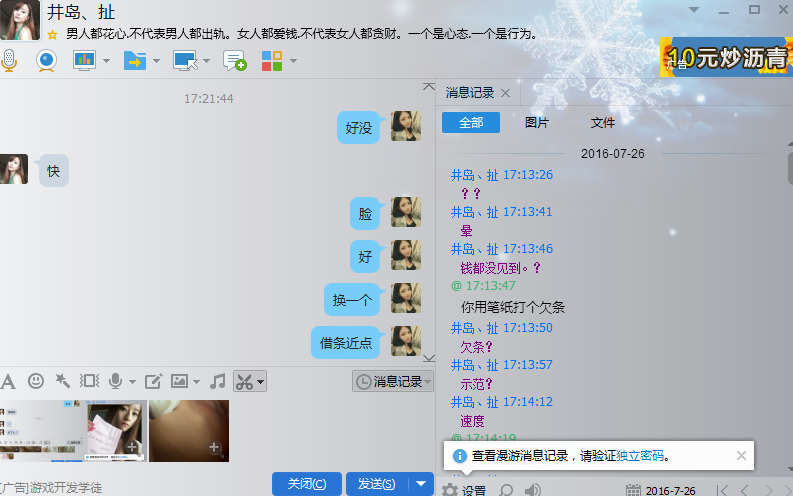 井岛、扯
男人都花心.不代表男人都出轨。女人都爱钱.不代表女人都贪财。一个是心态.一个是行为。
广告
10元炒沥青
17:21:44
好没
快
脸
好
换一个
借条近点
消息记录
关闭(C)
发送(S)
[广告]游戏开发学徒
消息记录
全部
图片
文件
2016-07-26
井岛、扯 17:13:26
？？
井岛、扯 17:13:41
晕
井岛、扯 17:13:46
钱都没见到。？
@ 17:13:47
你用笔纸打个欠条
井岛、扯 17:13:50
欠条？
井岛、扯 17:13:57
示范？
井岛、扯 17:14:12
速度
@ 17:14:19
查看漫游消息记录，请验证独立密码。
设置
2016-7-26